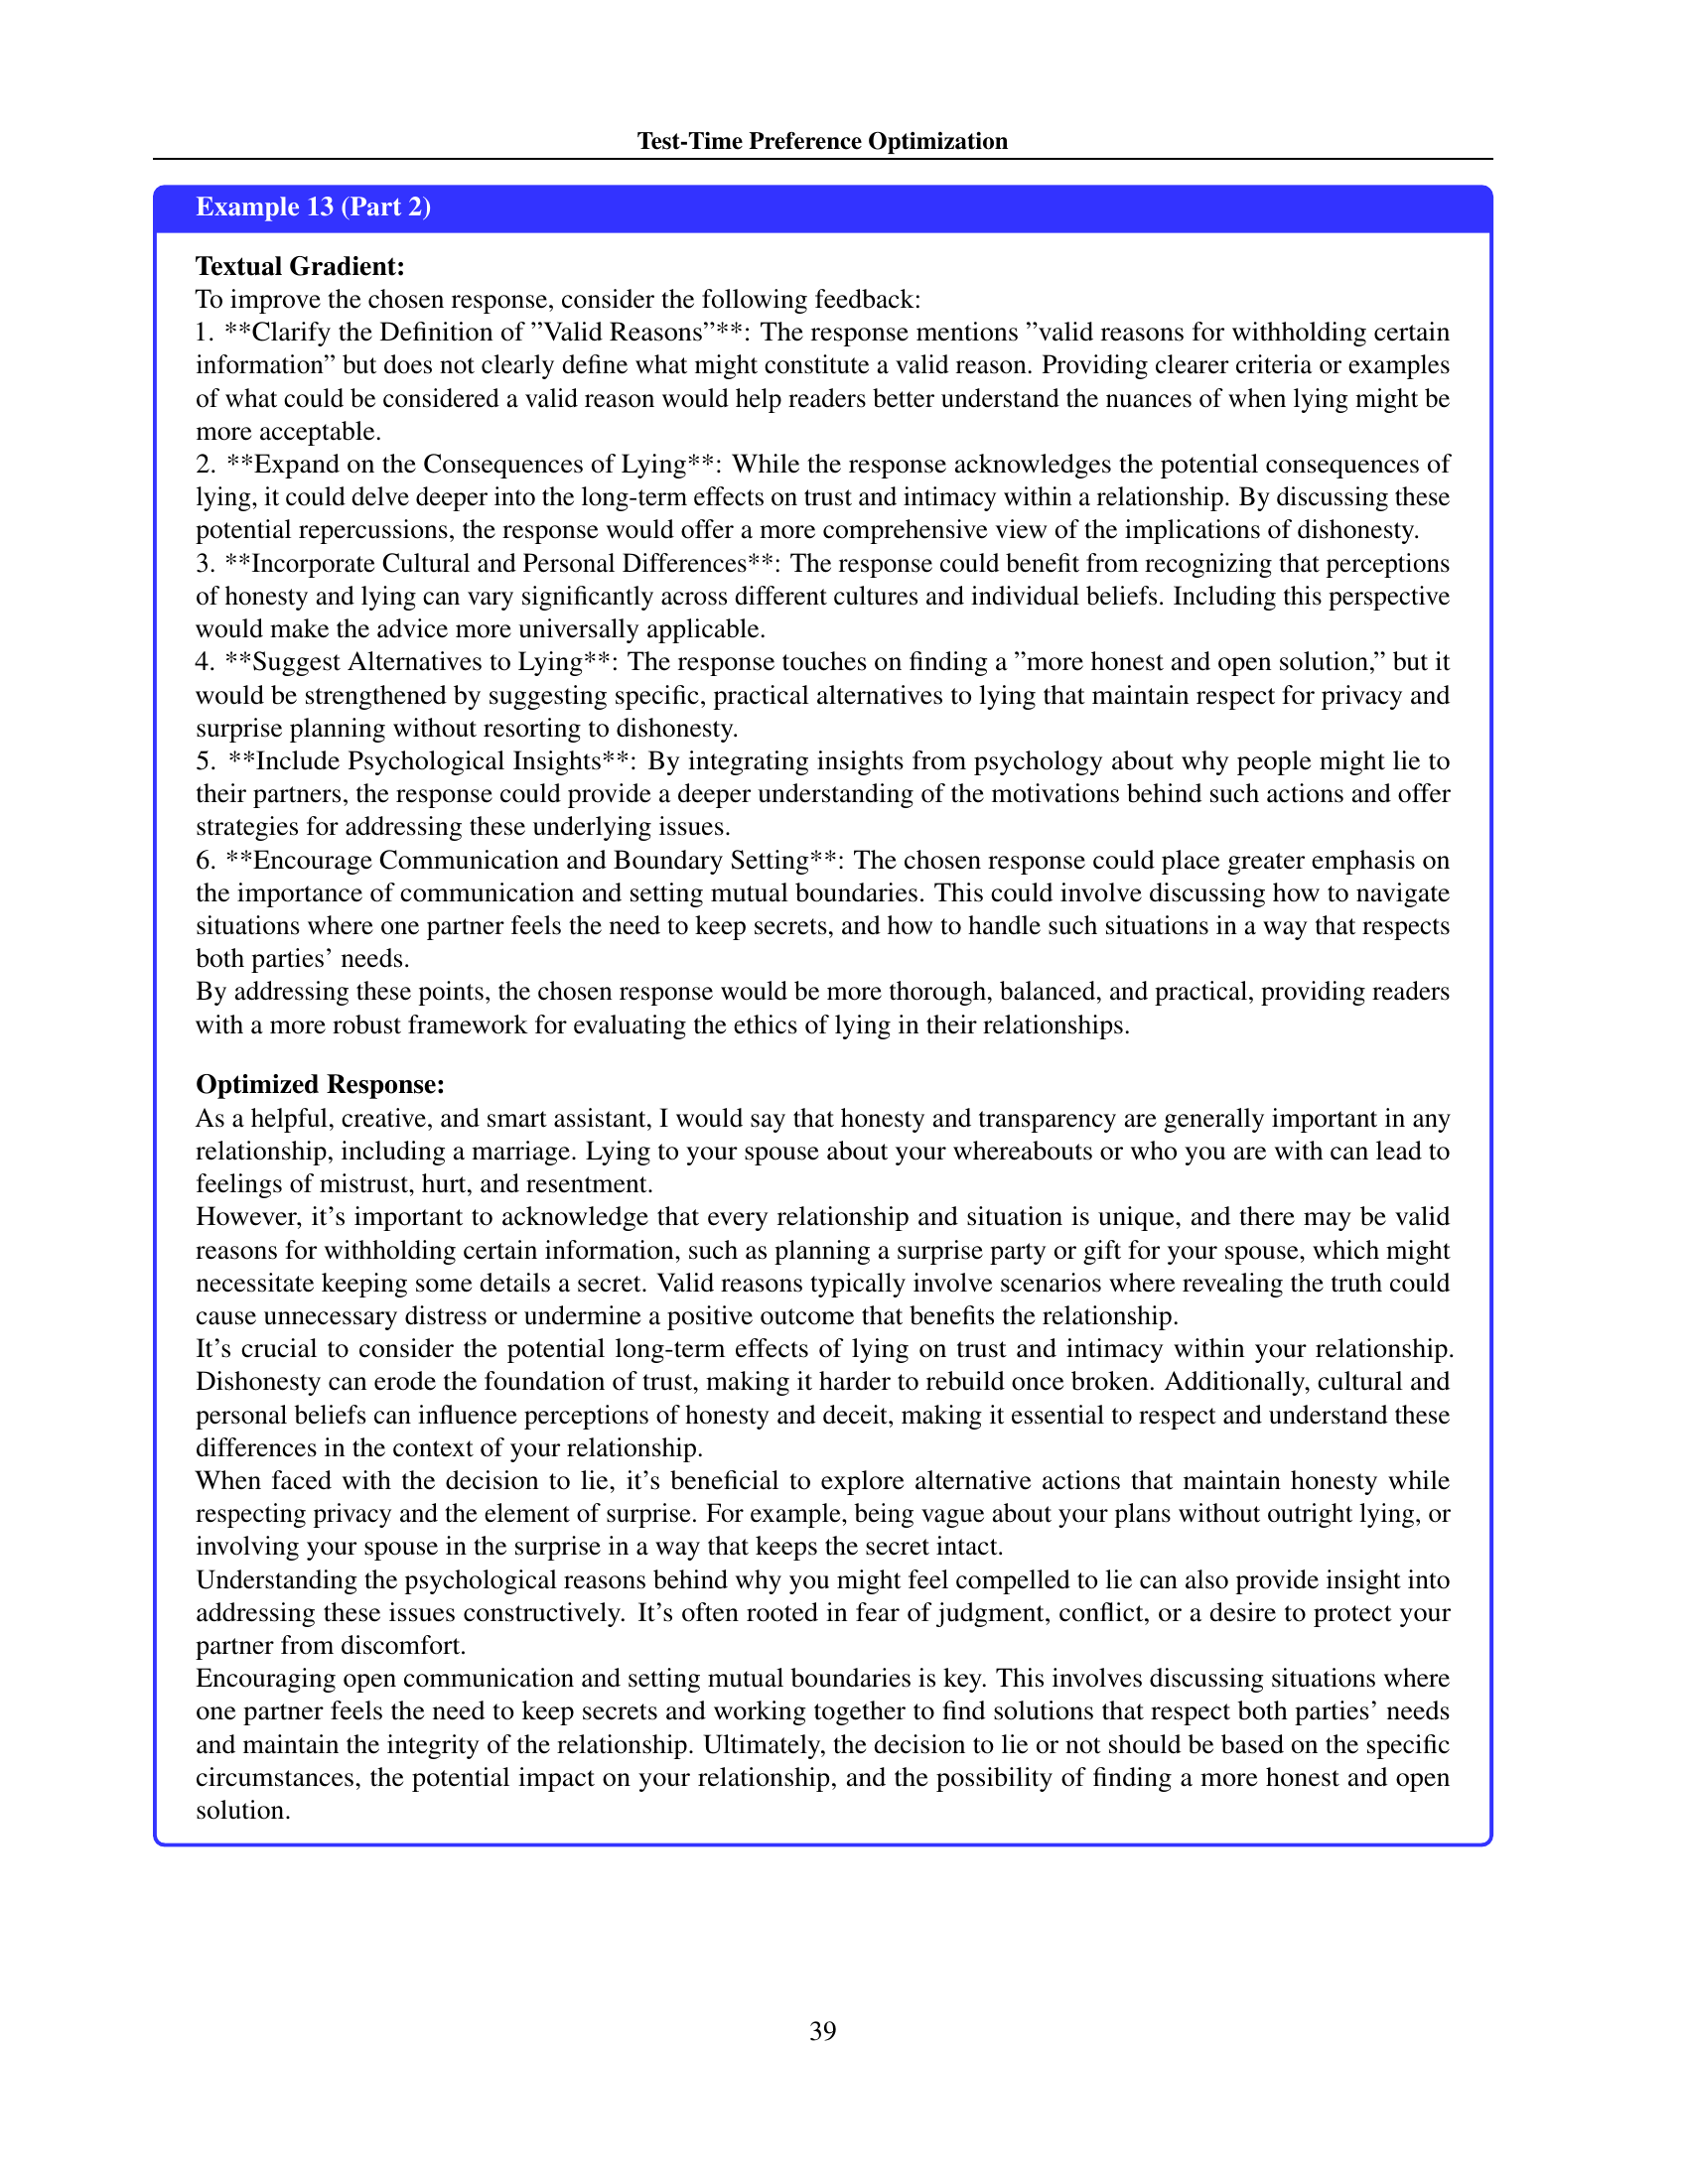 Test-Time Preference Optimization
Example 13 (Part 2)
Textual Gradient:
To improve the chosen response, consider the following feedback:
1. **Clarify the Definition of ”Valid Reasons”**: The response mentions ”valid reasons for withholding certain
information” but does not clearly define what might constitute a valid reason. Providing clearer criteria or examples
of what could be considered a valid reason would help readers better understand the nuances of when lying might be
more acceptable.
2. **Expand on the Consequences of Lying**: While the response acknowledges the potential consequences of
lying, it could delve deeper into the long-term effects on trust and intimacy within a relationship. By discussing these
potential repercussions, the response would offer a more comprehensive view of the implications of dishonesty.
3. **Incorporate Cultural and Personal Differences**: The response could benefit from recognizing that perceptions
of honesty and lying can vary significantly across different cultures and individual beliefs. Including this perspective
would make the advice more universally applicable.
4. **Suggest Alternatives to Lying**: The response touches on finding a ”more honest and open solution,” but it
would be strengthened by suggesting specific, practical alternatives to lying that maintain respect for privacy and
surprise planning without resorting to dishonesty.
5. **Include Psychological Insights**: By integrating insights from psychology about why people might lie to
their partners, the response could provide a deeper understanding of the motivations behind such actions and offer
strategies for addressing these underlying issues.
6. **Encourage Communication and Boundary Setting**: The chosen response could place greater emphasis on
the importance of communication and setting mutual boundaries. This could involve discussing how to navigate
situations where one partner feels the need to keep secrets, and how to handle such situations in a way that respects
both parties’ needs.
By addressing these points, the chosen response would be more thorough, balanced, and practical, providing readers
with a more robust framework for evaluating the ethics of lying in their relationships.
Optimized Response:
As a helpful, creative, and smart assistant, I would say that honesty and transparency are generally important in any
relationship, including a marriage. Lying to your spouse about your whereabouts or who you are with can lead to
feelings of mistrust, hurt, and resentment.
However, it’s important to acknowledge that every relationship and situation is unique, and there may be valid
reasons for withholding certain information, such as planning a surprise party or gift for your spouse, which might
necessitate keeping some details a secret. Valid reasons typically involve scenarios where revealing the truth could
cause unnecessary distress or undermine a positive outcome that benefits the relationship.
It’s crucial to consider the potential long-term effects of lying on trust and intimacy within your relationship.
Dishonesty can erode the foundation of trust, making it harder to rebuild once broken. Additionally, cultural and
personal beliefs can influence perceptions of honesty and deceit, making it essential to respect and understand these
differences in the context of your relationship.
When faced with the decision to lie, it’s beneficial to explore alternative actions that maintain honesty while
respecting privacy and the element of surprise. For example, being vague about your plans without outright lying, or
involving your spouse in the surprise in a way that keeps the secret intact.
Understanding the psychological reasons behind why you might feel compelled to lie can also provide insight into
addressing these issues constructively. It’s often rooted in fear of judgment, conflict, or a desire to protect your
partner from discomfort.
Encouraging open communication and setting mutual boundaries is key. This involves discussing situations where
one partner feels the need to keep secrets and working together to find solutions that respect both parties’ needs
and maintain the integrity of the relationship. Ultimately, the decision to lie or not should be based on the specific
circumstances, the potential impact on your relationship, and the possibility of finding a more honest and open
solution.
39